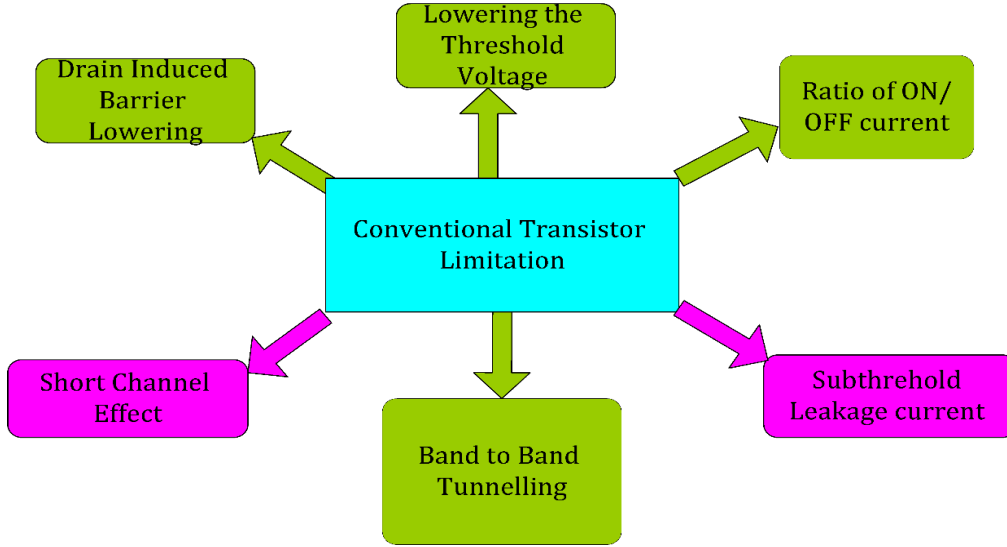 Lowering the
Threshold
Voltage
Drain Induced
Barrier
Lowering
Ratio of ON/
OFF current
Conventional Transistor
Limitation
Short Channel
Effect
Subthrehold
Leakage current
Band to Band
Tunnelling